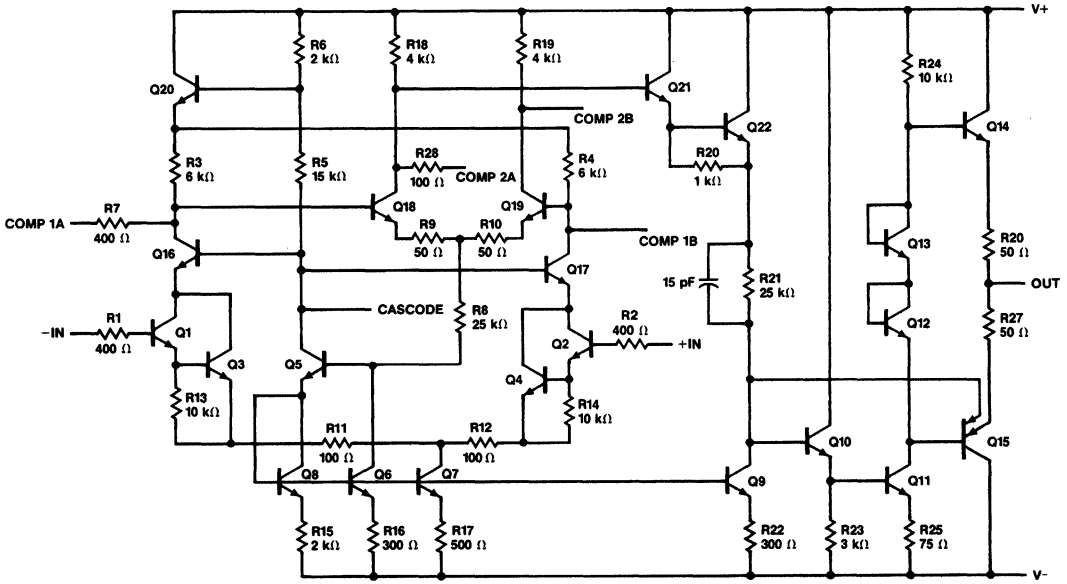 V+
R6
2 kΩ
R18
4 kΩ
R19
4 kΩ
R24
10 kΩ
Q20
Q21
COMP 2B
Q22
Q14
R3
6 kΩ
R5
15 kΩ
R28
100 Ω
COMP 2A
R4
6 kΩ
R20
1 kΩ
COMP 1A
R7
400 Ω
Q18
R9
50 Ω
R10
50 Ω
Q19
COMP 1B
Q16
Q17
Q13
R20
50 Ω
15 pF
R21
25 kΩ
OUT
CASCODE
R8
25 kΩ
-IN
R1
400 Ω
Q1
Q3
Q5
Q2
R2
400 Ω
+IN
Q12
R27
50 Ω
Q4
R13
10 kΩ
R14
10 kΩ
R11
100 Ω
R12
100 Ω
Q10
Q15
Q8
Q6
Q7
Q9
Q11
R15
2 kΩ
R16
300 Ω
R17
500 Ω
R22
300 Ω
R23
3 kΩ
R25
75 Ω
V-